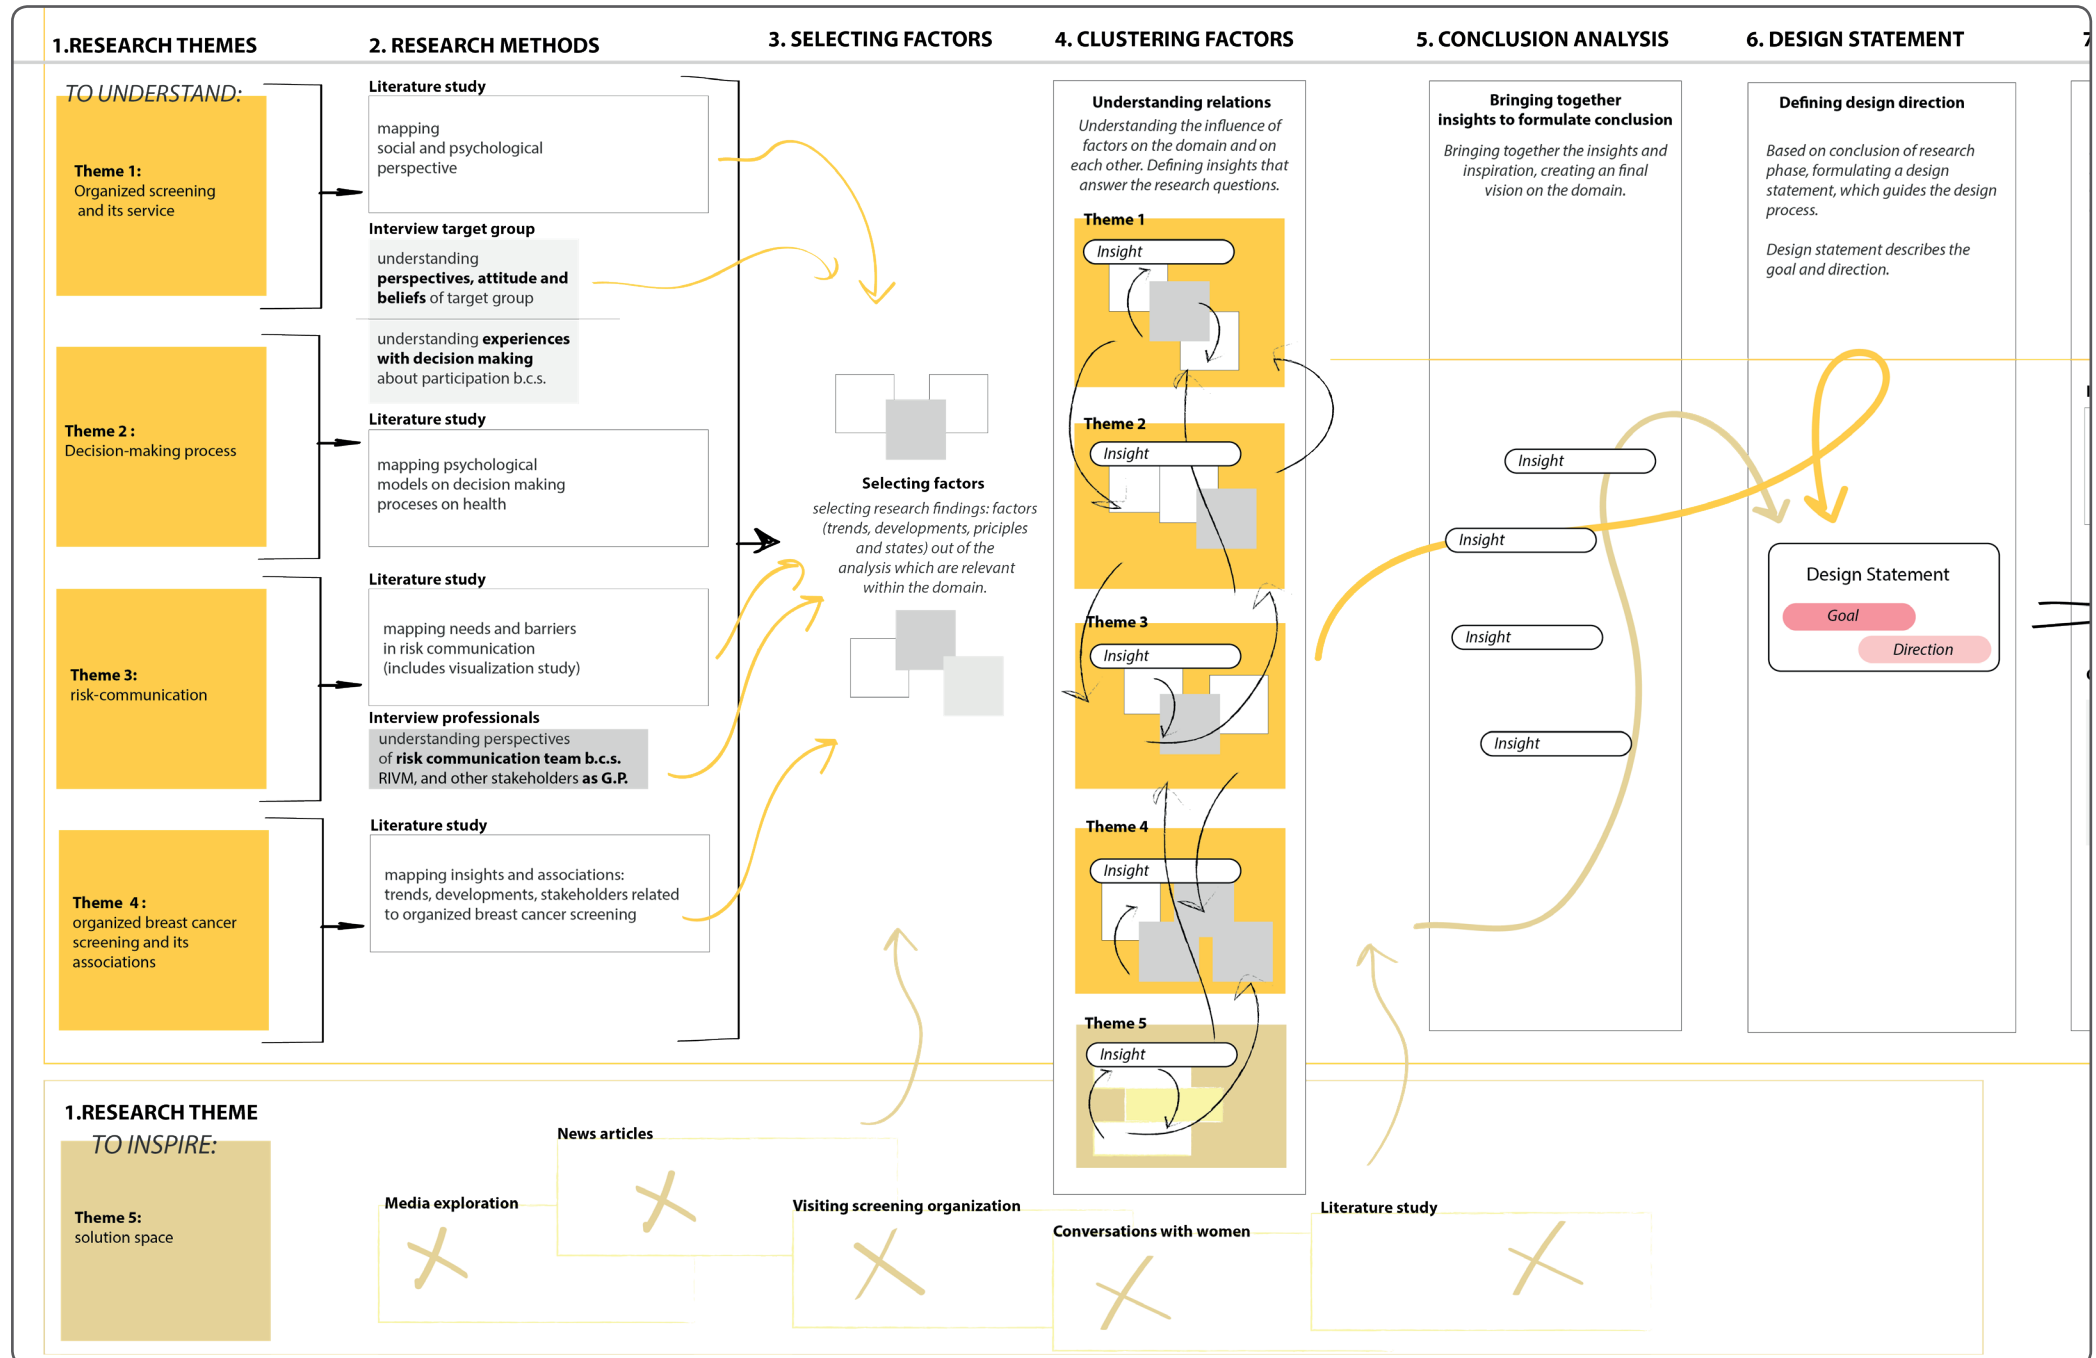 1.RESEARCH THEMES
2. RESEARCH METHODS
3. SELECTING FACTORS
4. CLUSTERING FACTORS
5. CONCLUSION ANALYSIS
6. DESIGN STATEMENT
TO UNDERSTAND:
Theme 1:
Organized screening
and its service
Theme 2 :
Decision-making process
Theme 3:
risk-communication
Theme 4 :
organized breast cancer
screening and its
associations
Literature study
mapping
social and psychological
perspective
Interview target group
understanding
perspectives, attitude and
beliefs of target group
understanding experiences
with decision making
about participation b.c.s.
Literature study
mapping psychological
models on decision making
proceses on health
Literature study
mapping needs and barriers
in risk communication
(includes visualization study)
Interview professionals
understanding perspectives
of risk communication team b.c.s.
RIVM, and other stakeholders as G.P.
Literature study
mapping insights and associations:
trends, developments, stakeholders related
to organized breast cancer screening
Selecting factors
selecting research findings: factors
(trends, developments, priciples
and states) out of the
analysis which are relevant
within the domain.
Understanding relations
Understanding the influence of
factors on the domain and on
each other. Defining insights that
answer the research questions.
Theme 1
Insight
Theme 2
Insight
Theme 3
Insight
Theme 4
Insight
Theme 5
Insight
Bringing together
insights to formulate conclusion
Bringing together the insights and
inspiration, creating an final
vision on the domain.
Insight
Insight
Insight
Insight
Defining design direction
Based on conclusion of research
phase, formulating a design
statement, which guides the design
process.
Design statement describes the
goal and direction.
Design Statement
Goal
Direction
1.RESEARCH THEME
TO INSPIRE:
Theme 5:
solution space
Media exploration
News articles
Visiting screening organization
Conversations with women
Literature study